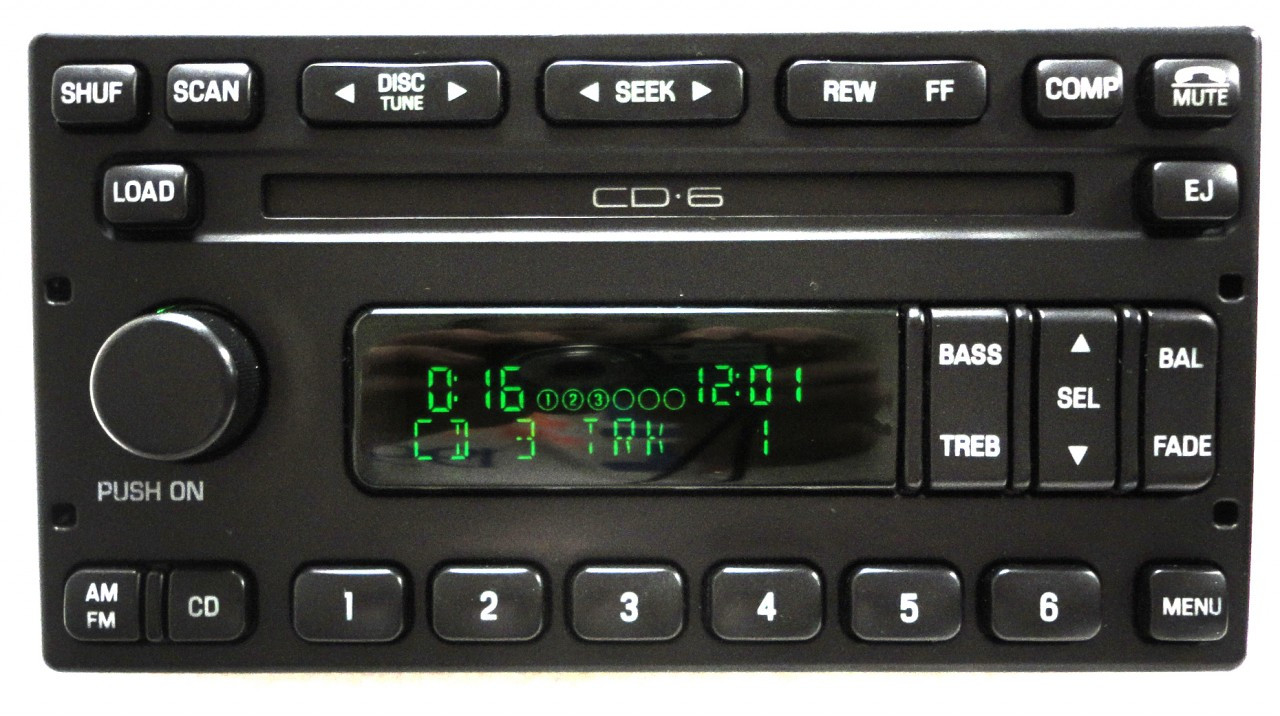 SHUF SCAN ◀ DISC ▶ ◀ SEEK ▶ REW FF COMP
TUNE MUTE
LOAD CD·6 EJ
0:16 ①②③○○○ 12:01
CD 3 TRK 1
BASS ▲ BAL
SEL
TREB ▼ FADE
PUSH ON
AM
FM CD 1 2 3 4 5 6 MENU